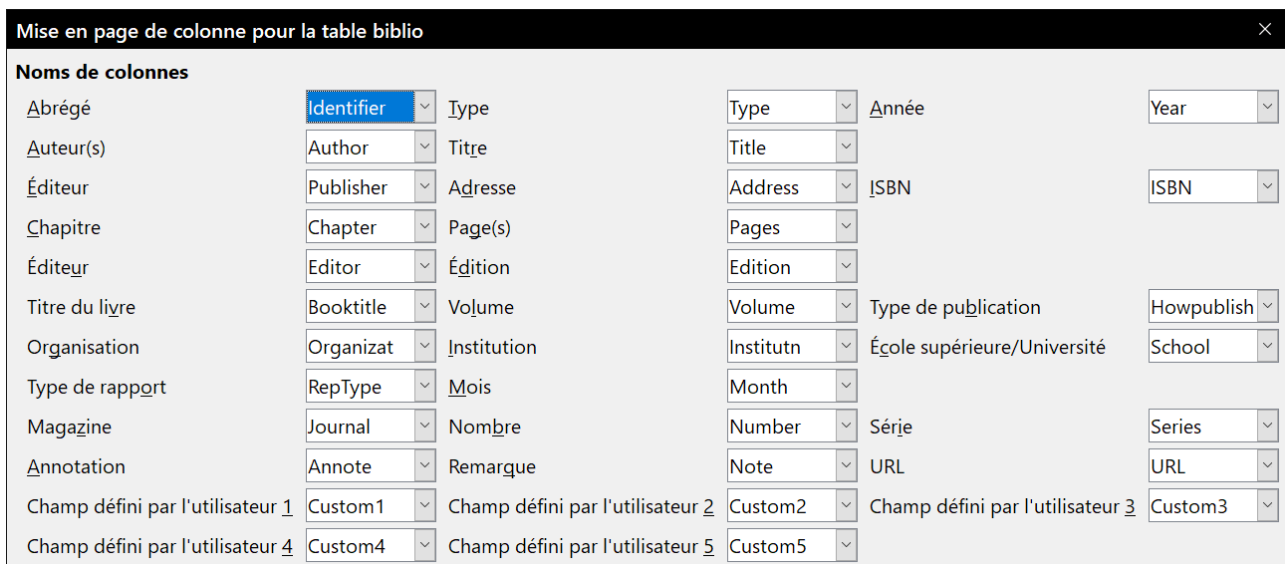 Mise en page de colonne pour la table biblio
Noms de colonnes
Abrégé Identifier Type Type Année Year
Auteur(s) Author Titre Title
Éditeur Publisher Adresse Address ISBN ISBN
Chapitre Chapter Page(s) Pages
Éditeur Editor Édition Edition
Titre du livre Booktitle Volume Volume Type de publication Howpublish
Organisation Organizat Institution Institutn École supérieure/Université School
Type de rapport RepType Mois Month
Magazine Journal Nombre Number Série Series
Annotation Annote Remarque Note URL URL
Champ défini par l'utilisateur 1 Custom1 Champ défini par l'utilisateur 2 Custom2 Champ défini par l'utilisateur 3 Custom3
Champ défini par l'utilisateur 4 Custom4 Champ défini par l'utilisateur 5 Custom5